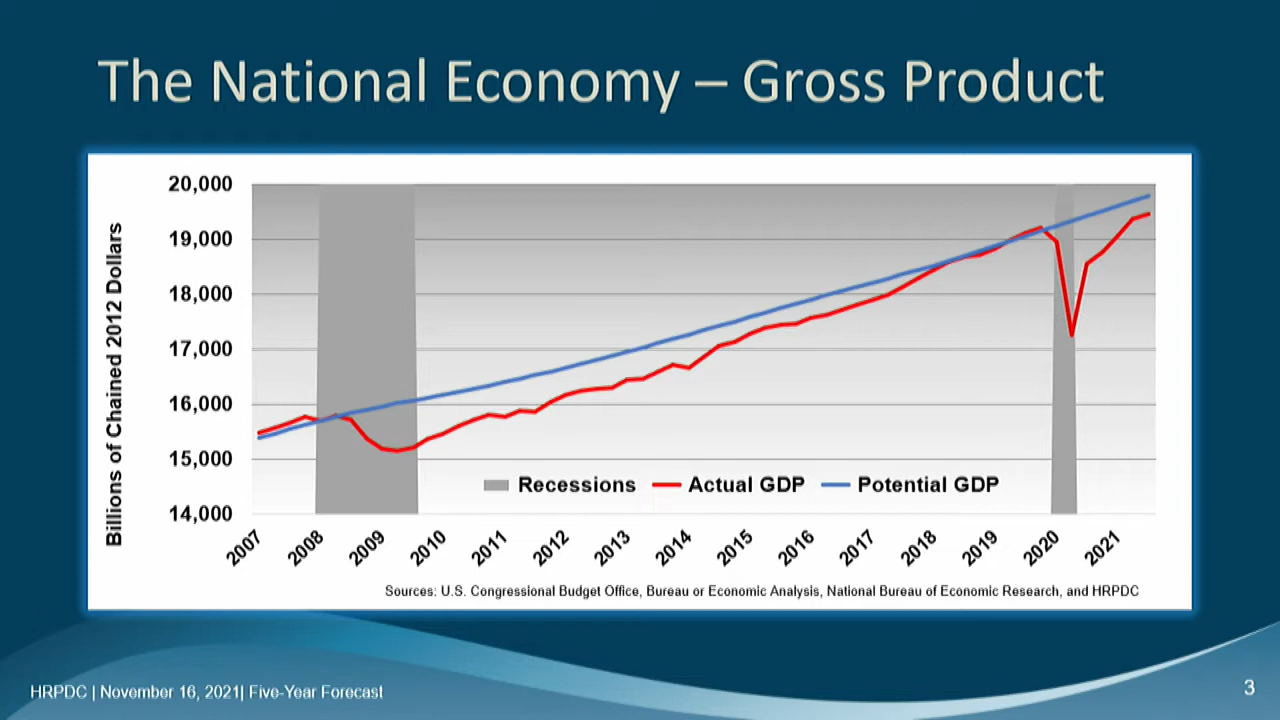 The National Economy – Gross Product
Billions of Chained 2012 Dollars
20,000
19,000
18,000
17,000
16,000
15,000
14,000
Recessions Actual GDP Potential GDP
2007 2008 2009 2010 2011 2012 2013 2014 2015 2016 2017 2018 2019 2020 2021
Sources: U.S. Congressional Budget Office, Bureau or Economic Analysis, National Bureau of Economic Research, and HRPDC
HRPDC | November 16, 2021| Five-Year Forecast
3